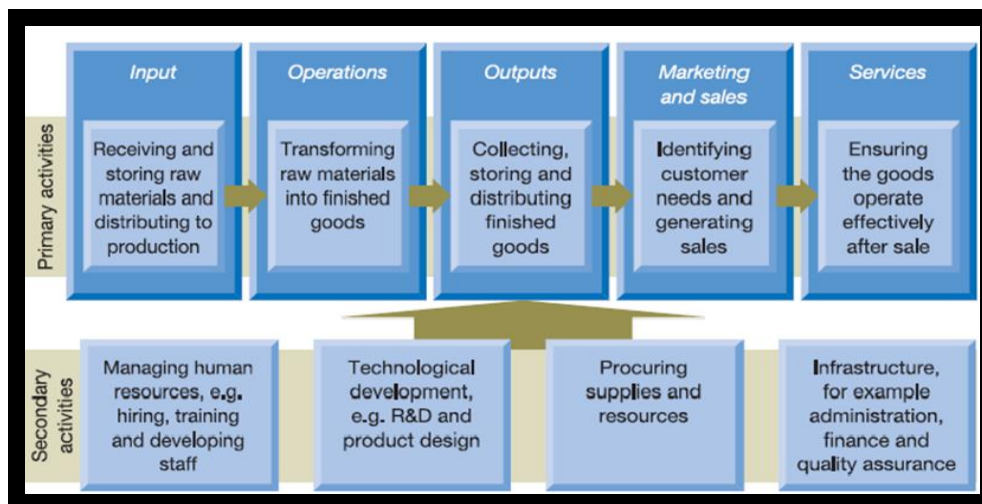 Input
Operations
Outputs
Marketing
and sales
Services
Primary activities
Receiving and
storing raw
materials and
distributing to
production
Transforming
raw materials
into finished
goods
Collecting,
storing and
distributing
finished
goods
Identifying
customer
needs and
generating
sales
Ensuring
the goods
operate
effectively
after sale
Secondary
activities
Managing human
resources, e.g.
hiring, training
and developing
staff
Technological
development,
e.g. R&D and
product design
Procuring
supplies and
resources
Infrastructure,
for example
administration,
finance and
quality assurance